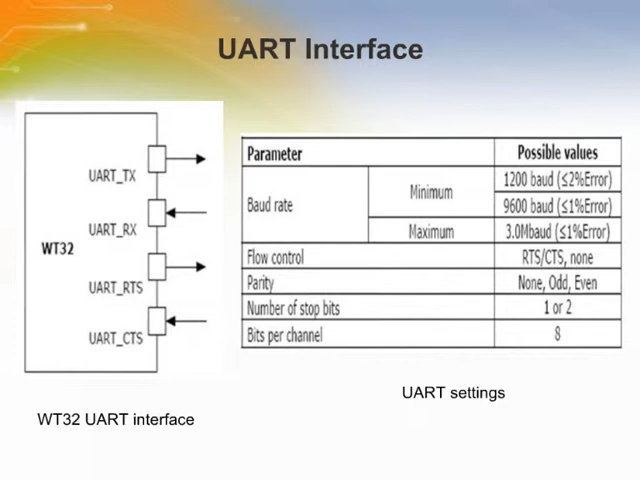 UART Interface
UART_TX
UART_RX
WT32
UART_RTS
UART_CTS
WT32 UART interface
Parameter Possible values
Baud rate Minimum 1200 baud (≤2%Error)
9600 baud (≤1%Error)
Maximum 3.0Mbaud (≤1%Error)
Flow control RTS/CTS, none
Parity None, Odd, Even
Number of stop bits 1 or 2
Bits per channel 8
UART settings